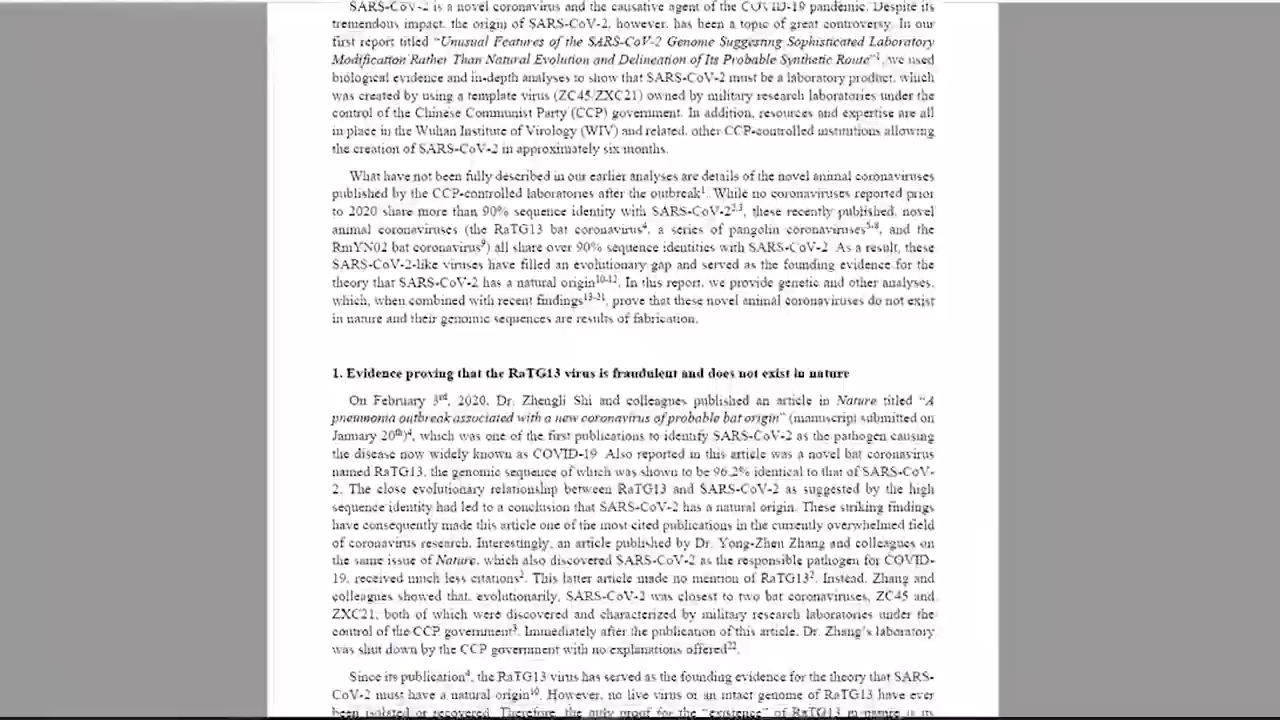 SARS-CoV-2 is a novel coronavirus and the causative agent of the COVID-19 pandemic. Despite its
tremendous impact, the origin of SARS-CoV-2, however, has been a topic of great controversy. In our
first report titled “Unusual Features of the SARS-CoV-2 Genome Suggesting Sophisticated Laboratory
Modification Rather Than Natural Evolution and Delineation of Its Probable Synthetic Route”1, we used
biological evidence and in-depth analyses to show that SARS-CoV-2 must be a laboratory product, which
was created by using a template virus (ZC45/ZXC21) owned by military research laboratories under the
control of the Chinese Communist Party (CCP) government. In addition, resources and expertise are all
in place in the Wuhan Institute of Virology (WIV) and related, other CCP-controlled institutions allowing
the creation of SARS-CoV-2 in approximately six months.
What have not been fully described in our earlier analyses are details of the novel animal coronaviruses
published by the CCP-controlled laboratories after the outbreak1. While no coronaviruses reported prior
to 2020 share more than 90% sequence identity with SARS-CoV-22,3, these recently published, novel
animal coronaviruses (the RaTG13 bat coronavirus4, a series of pangolin coronaviruses5-8, and the
RmYN02 bat coronavirus9) all share over 90% sequence identities with SARS-CoV-2. As a result, these
SARS-CoV-2-like viruses have filled an evolutionary gap and served as the founding evidence for the
theory that SARS-CoV-2 has a natural origin10-12. In this report, we provide genetic and other analyses,
which, when combined with recent findings13-21, prove that these novel animal coronaviruses do not exist
in nature and their genomic sequences are results of fabrication.
1. Evidence proving that the RaTG13 virus is fraudulent and does not exist in nature
On February 3rd, 2020, Dr. Zhengli Shi and colleagues published an article in Nature titled “A
pneumonia outbreak associated with a new coronavirus of probable bat origin” (manuscript submitted on
January 20th)4, which was one of the first publications to identify SARS-CoV-2 as the pathogen causing
the disease now widely known as COVID-19. Also reported in this article was a novel bat coronavirus
named RaTG13, the genomic sequence of which was shown to be 96.2% identical to that of SARS-CoV-
2. The close evolutionary relationship between RaTG13 and SARS-CoV-2 as suggested by the high
sequence identity had led to a conclusion that SARS-CoV-2 has a natural origin. These striking findings
have consequently made this article one of the most cited publications in the currently overwhelmed field
of coronavirus research. Interestingly, an article published by Dr. Yong-Zhen Zhang and colleagues on
the same issue of Nature, which also discovered SARS-CoV-2 as the responsible pathogen for COVID-
19, received much less citations2. This latter article made no mention of RaTG132. Instead, Zhang and
colleagues showed that, evolutionarily, SARS-CoV-2 was closest to two bat coronaviruses, ZC45 and
ZXC21, both of which were discovered and characterized by military research laboratories under the
control of the CCP government3. Immediately after the publication of this article, Dr. Zhang’s laboratory
was shut down by the CCP government with no explanations offered22.
Since its publication4, the RaTG13 virus has served as the founding evidence for the theory that SARS-
CoV-2 must have a natural origin10. However, no live virus or an intact genome of RaTG13 have ever
been isolated or recovered. Therefore, the only proof for the “existence” of RaTG13 in nature is its